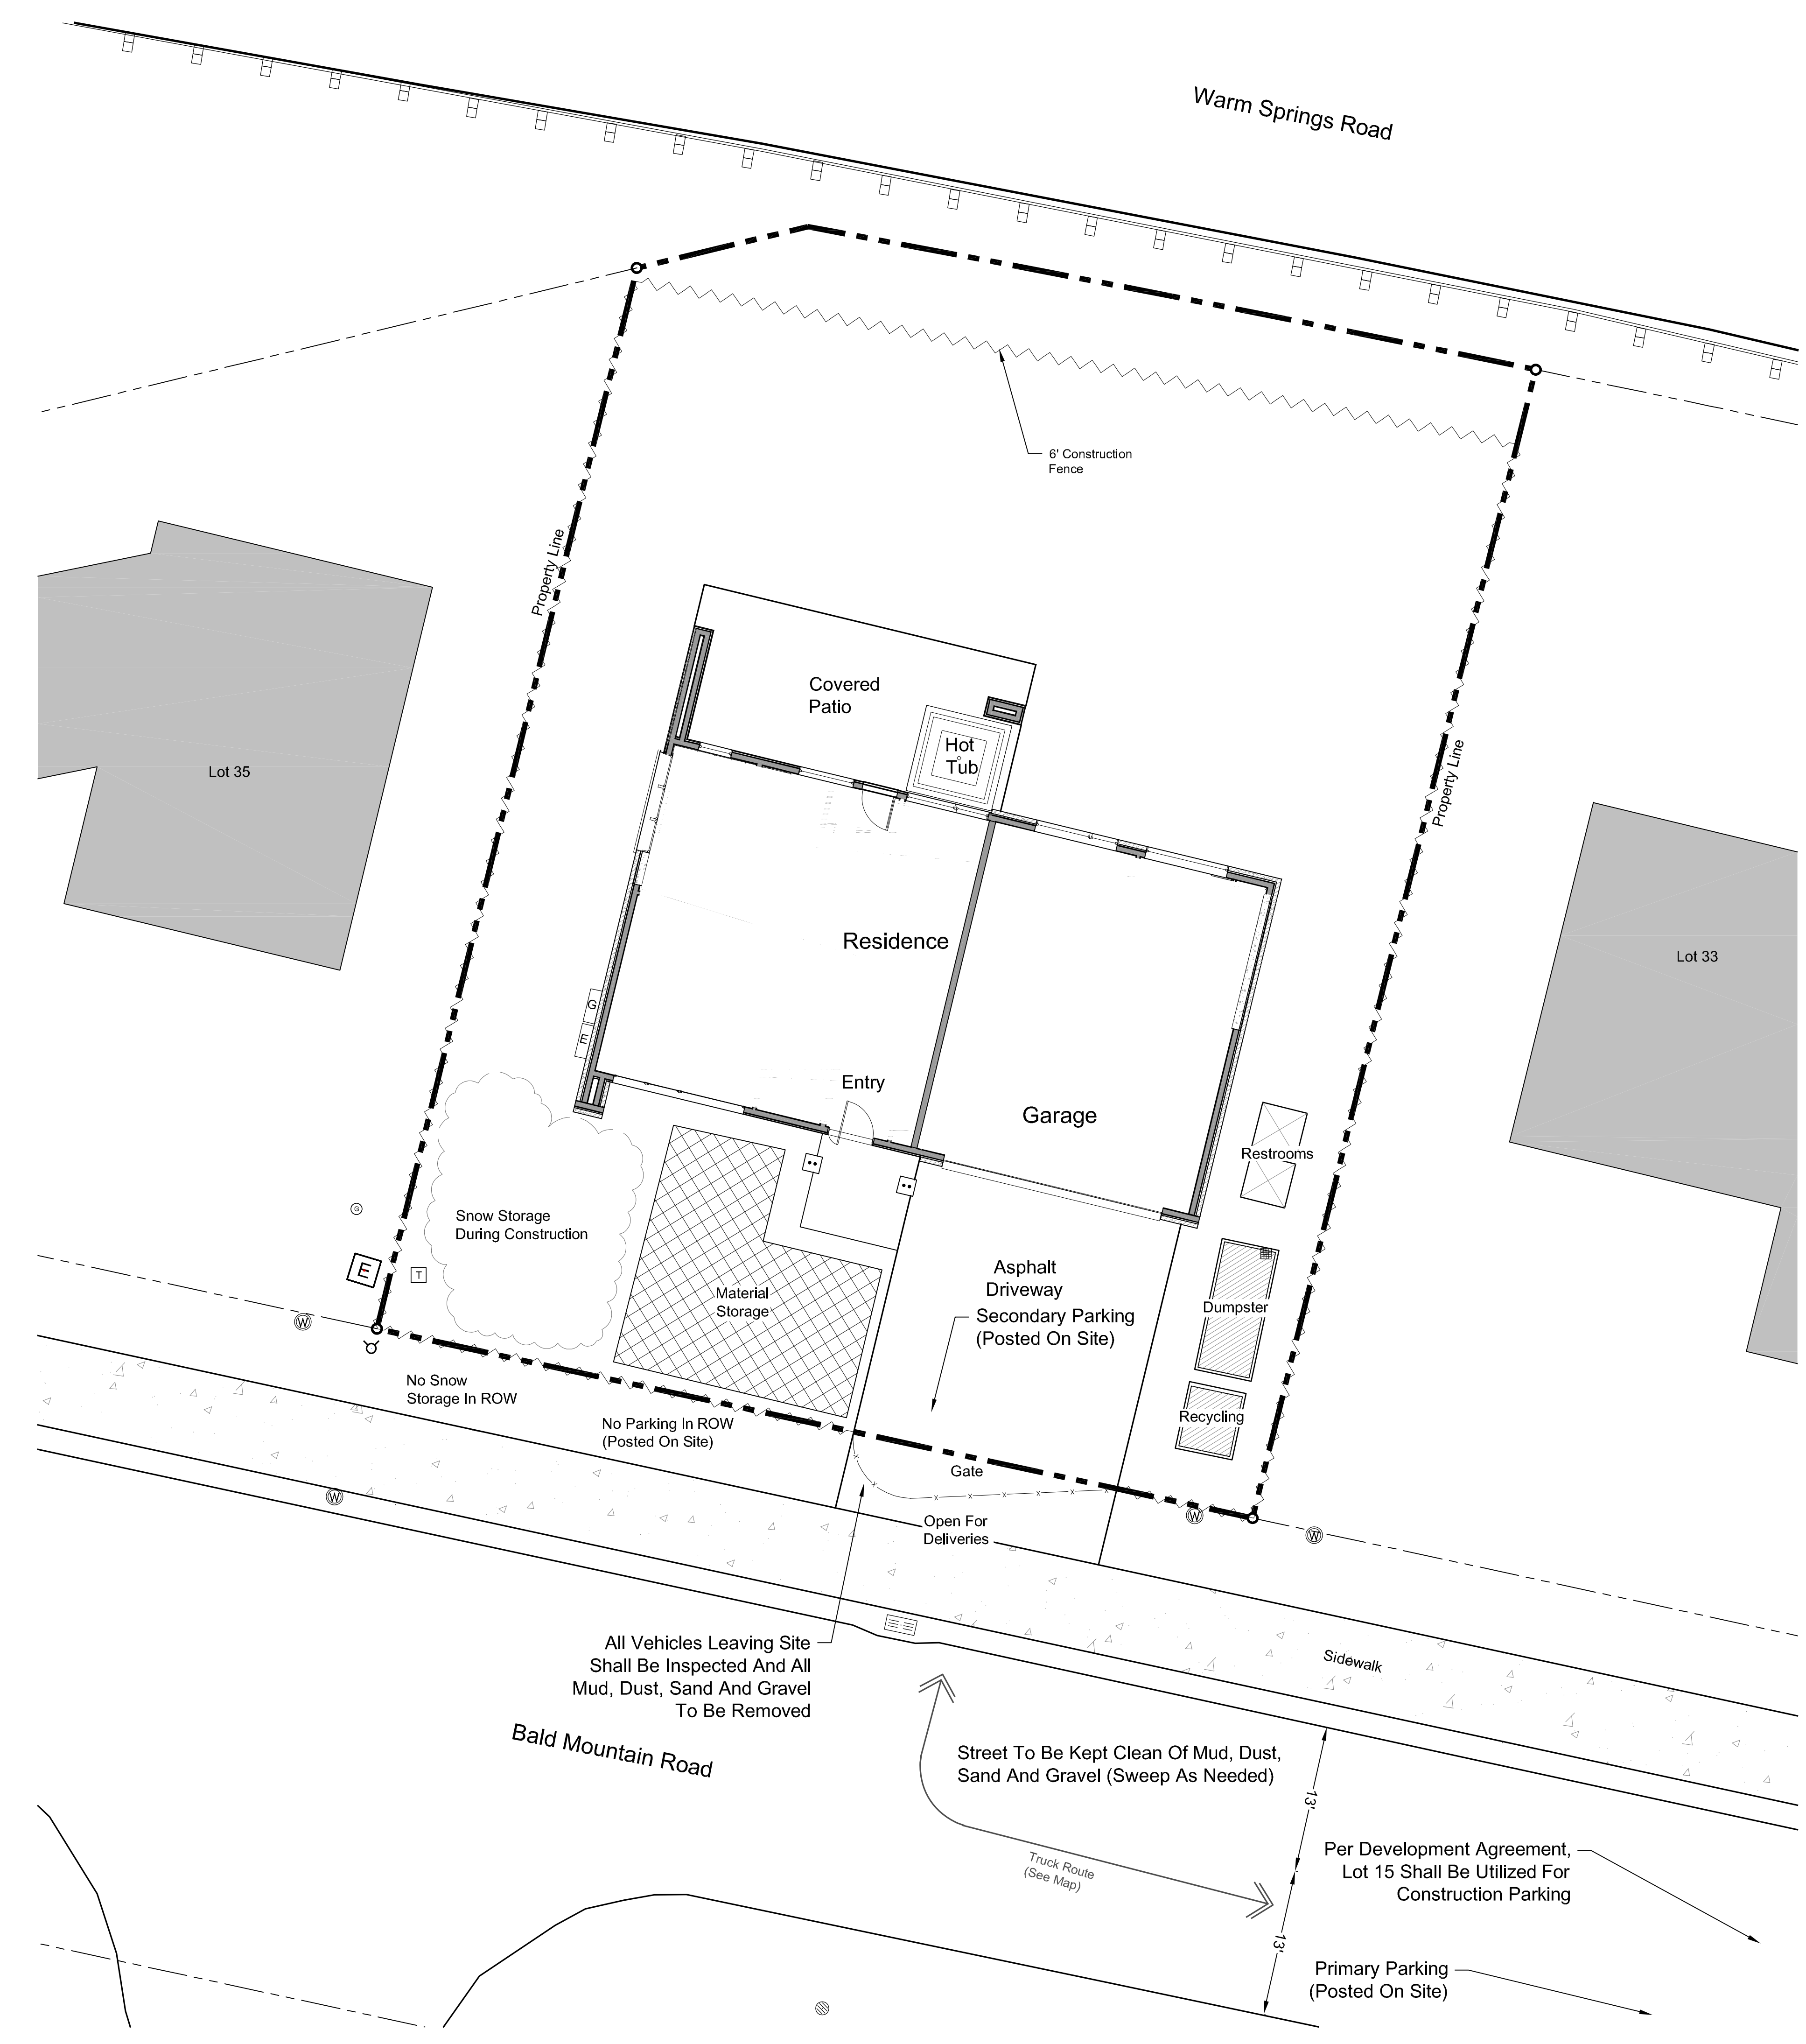 Warm Springs Road
6' Construction
Fence
Property Line
Covered
Patio
Hot
Tub
Lot 35
Property Line
Residence
Lot 33
G
E
Entry
Garage
Restrooms
G
Snow Storage
During Construction
E
T
Asphalt
Driveway
Material
Storage
Dumpster
Secondary Parking
(Posted On Site)
W
No Snow
Storage In ROW
No Parking In ROW
(Posted On Site)
Recycling
Gate
x
x
x
x
x
x
x
x
W
W
W
Open For
Deliveries
All Vehicles Leaving Site
Shall Be Inspected And All
Mud, Dust, Sand And Gravel
To Be Removed
Sidewalk
Bald Mountain Road
Street To Be Kept Clean Of Mud, Dust,
Sand And Gravel (Sweep As Needed)
13'
Truck Route
(See Map)
Per Development Agreement,
Lot 15 Shall Be Utilized For
Construction Parking
13'
Primary Parking
(Posted On Site)